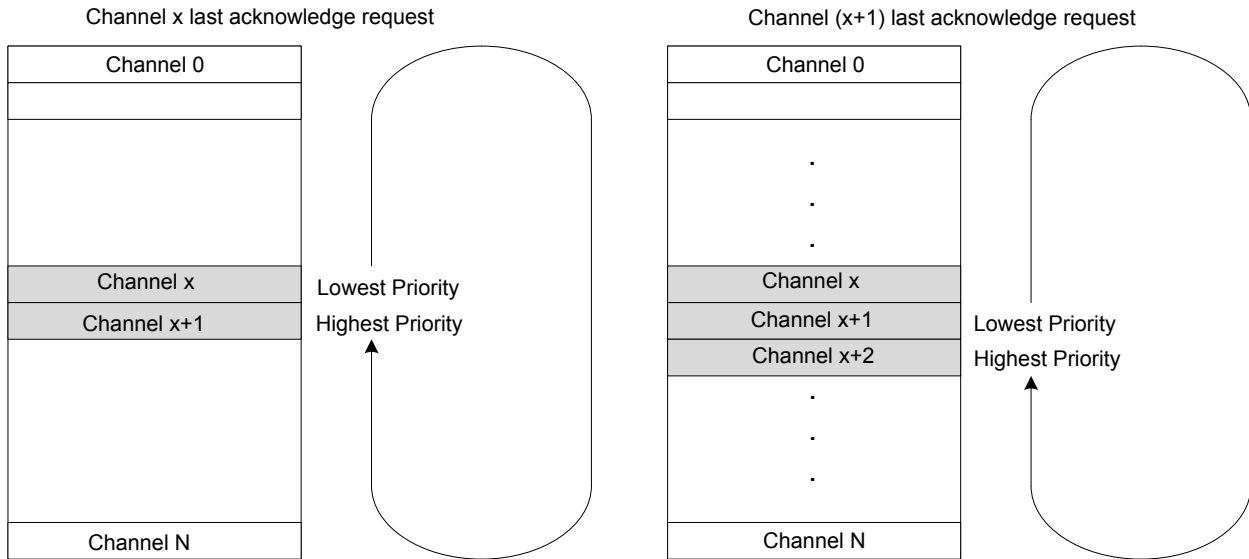 Channel x last acknowledge request
Channel 0
Channel x
Lowest Priority
Channel x+1
Highest Priority
Channel N
Channel (x+1) last acknowledge request
Channel 0
.
.
.
Channel x
Channel x+1
Lowest Priority
Channel x+2
Highest Priority
.
.
.
Channel N